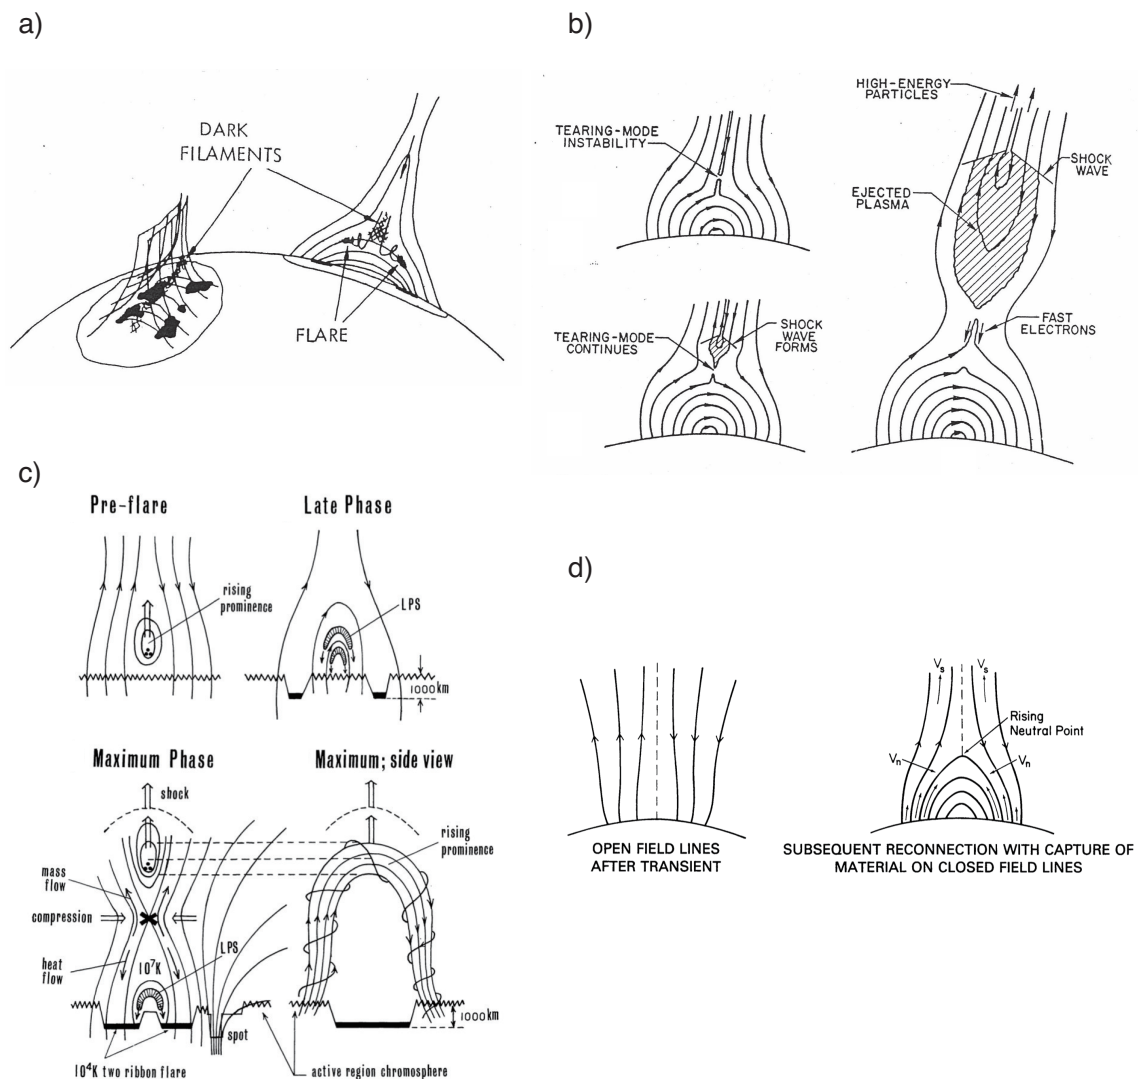 a)
DARK
FILAMENTS
FLARE
b)
TEARING-MODE
INSTABILITY
TEARING-MODE
CONTINUES
SHOCK
WAVE
FORMS
HIGH-ENERGY
PARTICLES
SHOCK
WAVE
EJECTED
PLASMA
FAST
ELECTRONS
c)
Pre-flare
rising
prominence
Late Phase
LPS
1000km
Maximum Phase
shock
mass
flow
compression
heat
flow
10⁷K
LPS
spot
10⁴K two ribbon flare
Maximum; side view
rising
prominence
1000km
active region chromosphere
d)
OPEN FIELD LINES
AFTER TRANSIENT
Vs
Vs
Rising
Neutral Point
Vn
Vn
SUBSEQUENT RECONNECTION WITH CAPTURE OF
MATERIAL ON CLOSED FIELD LINES